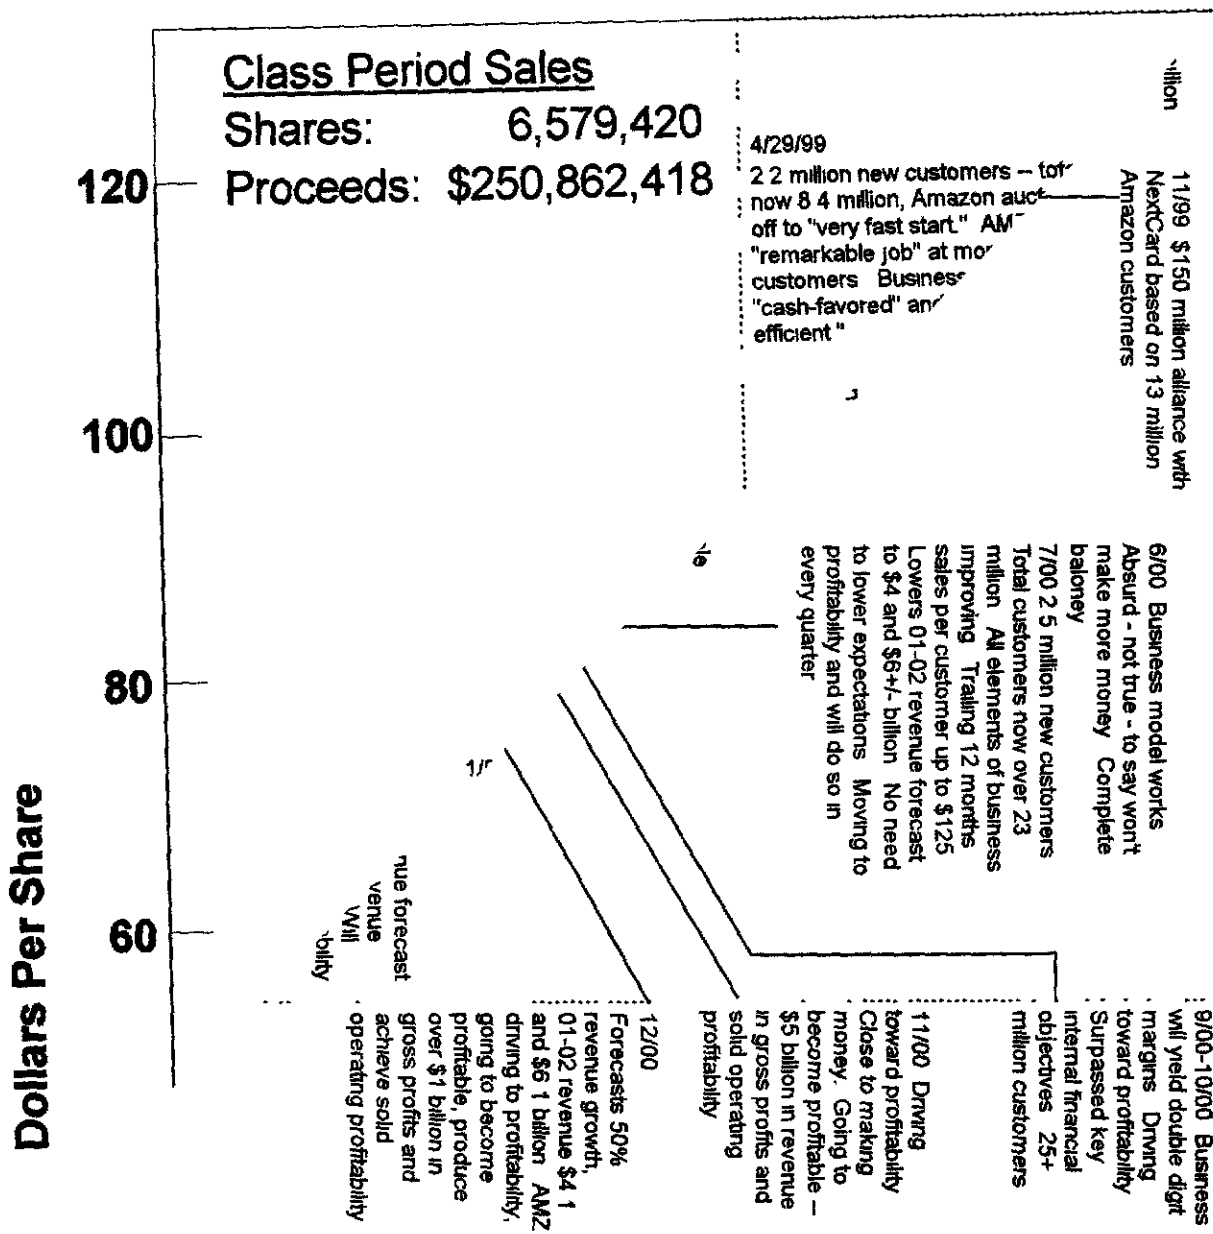 Class Period Sales
Shares: 6,579,420
Proceeds: $250,862,418
120
100
80
60
Dollars Per Share
4/29/99
2 2 million new customers –
now 8 4 million, Amazon
off to "very fast start."
"remarkable job" at
customers
"cash-favored"
efficient "
11/99 $150 million alliance with
NextCard based on 13 million
Amazon customers
6/00 Business model works
Absurd - not true - to say won't
make more money Complete
baloney
7/00 2 5 million new customers
Total customers now over 23
million All elements of business
improving Trailing 12 months
sales per customer up to $125
Lowers 01-02 revenue forecast
to $4 and $6+/- billion No need
to lower expectations Moving to
profitability and will do so in
every quarter
9/00-10/00 Business
will yield double digit
margins Driving
toward profitability
Surpassed key
internal financial
objectives 25+
million customers
11/00 Driving
toward profitability
Close to making
money. Going to
become profitable –
$5 billion in revenue
in gross profits and
solid operating
profitability
12/00
Forecasts 50%
revenue growth,
01-02 revenue $4 1
and $6 1 billion AMZ
driving to profitability,
going to become
profitable, produce
over $1 billion in
gross profits and
achieve solid
operating profitability
forecast
Will